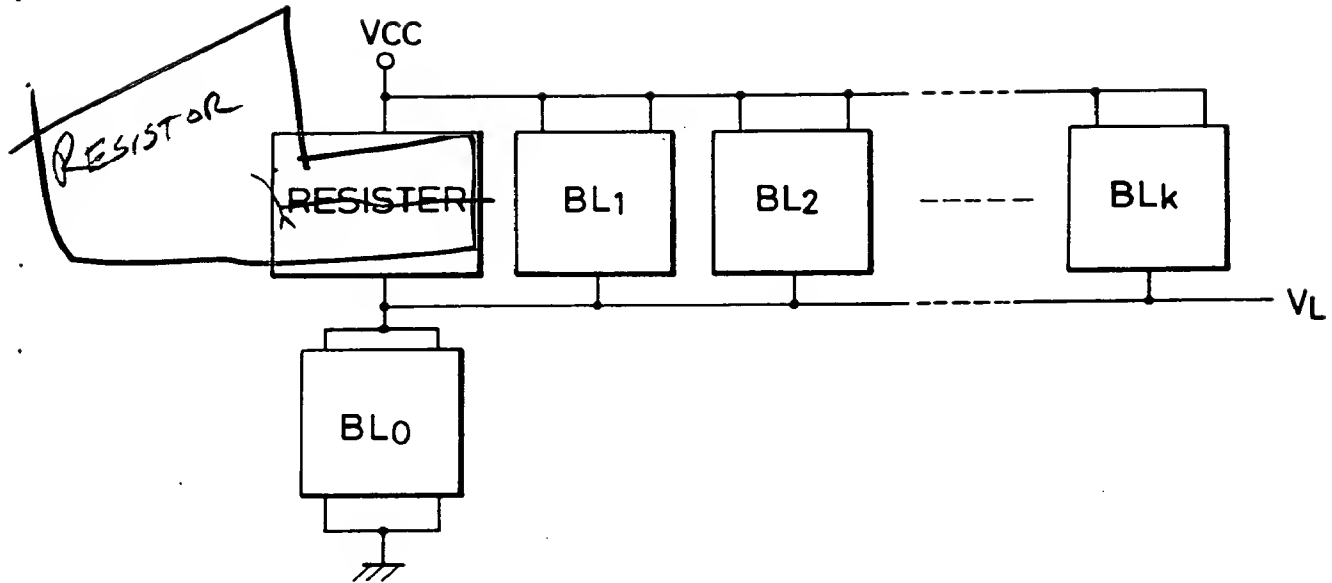 VCC
RESISTOR
RESISTER
BL1
BL2
BLk
VL
BL0